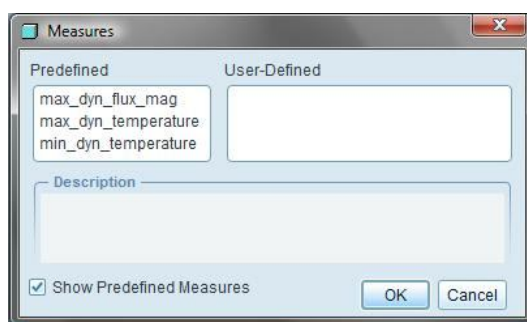 Measures
Predefined
User-Defined
max_dyn_flux_mag
max_dyn_temperature
min_dyn_temperature
Description
Show Predefined Measures
OK
Cancel